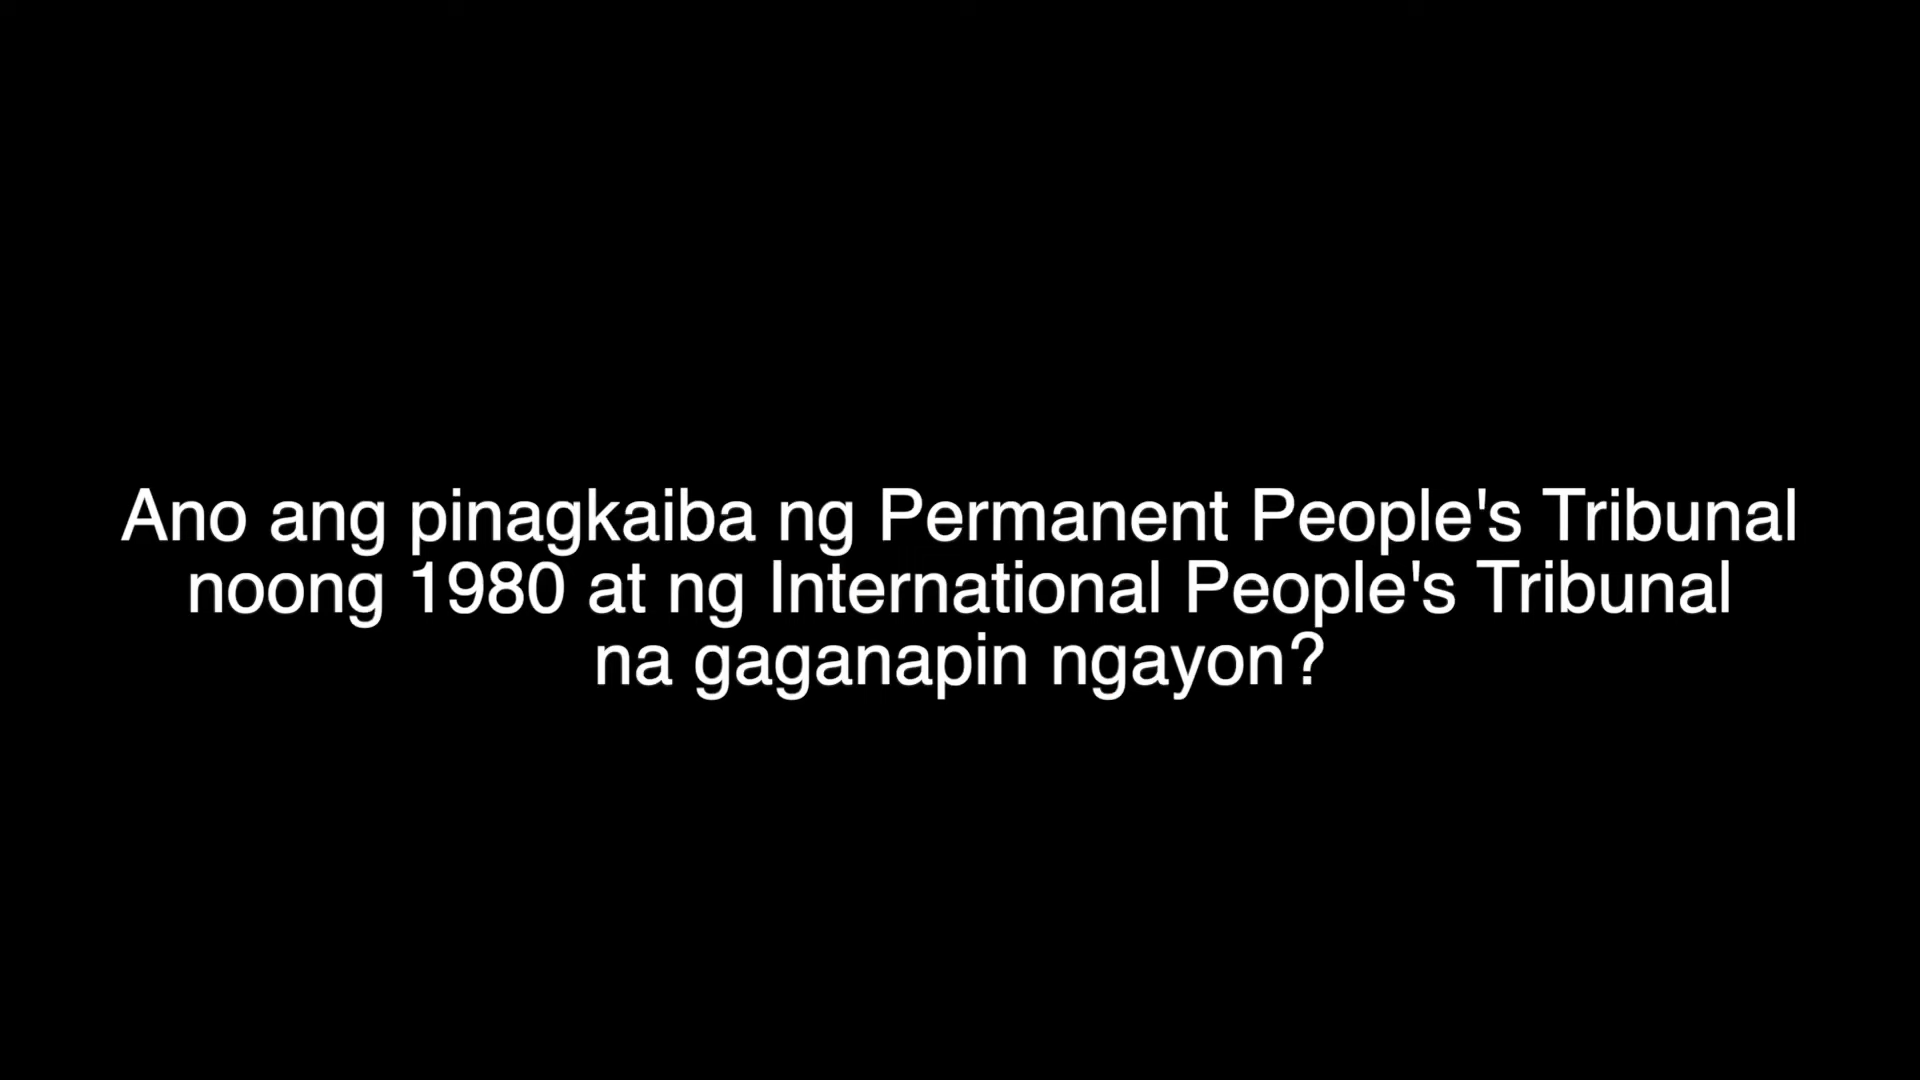 Ano ang pinagkaiba ng Permanent People's Tribunal
noong 1980 at ng International People's Tribunal
na gaganapin ngayon?